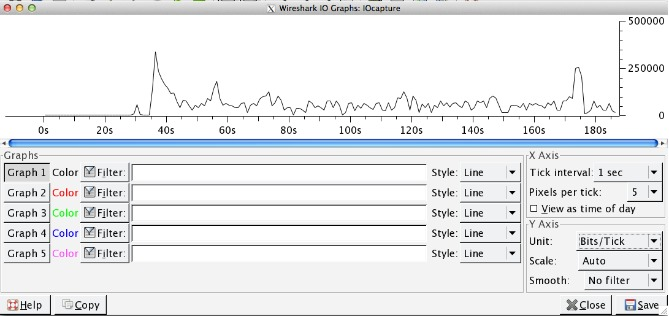 Wireshark IO Graphs: IOcapture
500000
250000
0
0s 20s 40s 60s 80s 100s 120s 140s 160s 180s
Graphs
Graph 1 Color Filter: Style: Line
Graph 2 Color Filter: Style: Line
Graph 3 Color Filter: Style: Line
Graph 4 Color Filter: Style: Line
Graph 5 Color Filter: Style: Line
X Axis
Tick interval: 1 sec
Pixels per tick: 5
View as time of day
Y Axis
Unit: Bits/Tick
Scale: Auto
Smooth: No filter
Help Copy Close Save